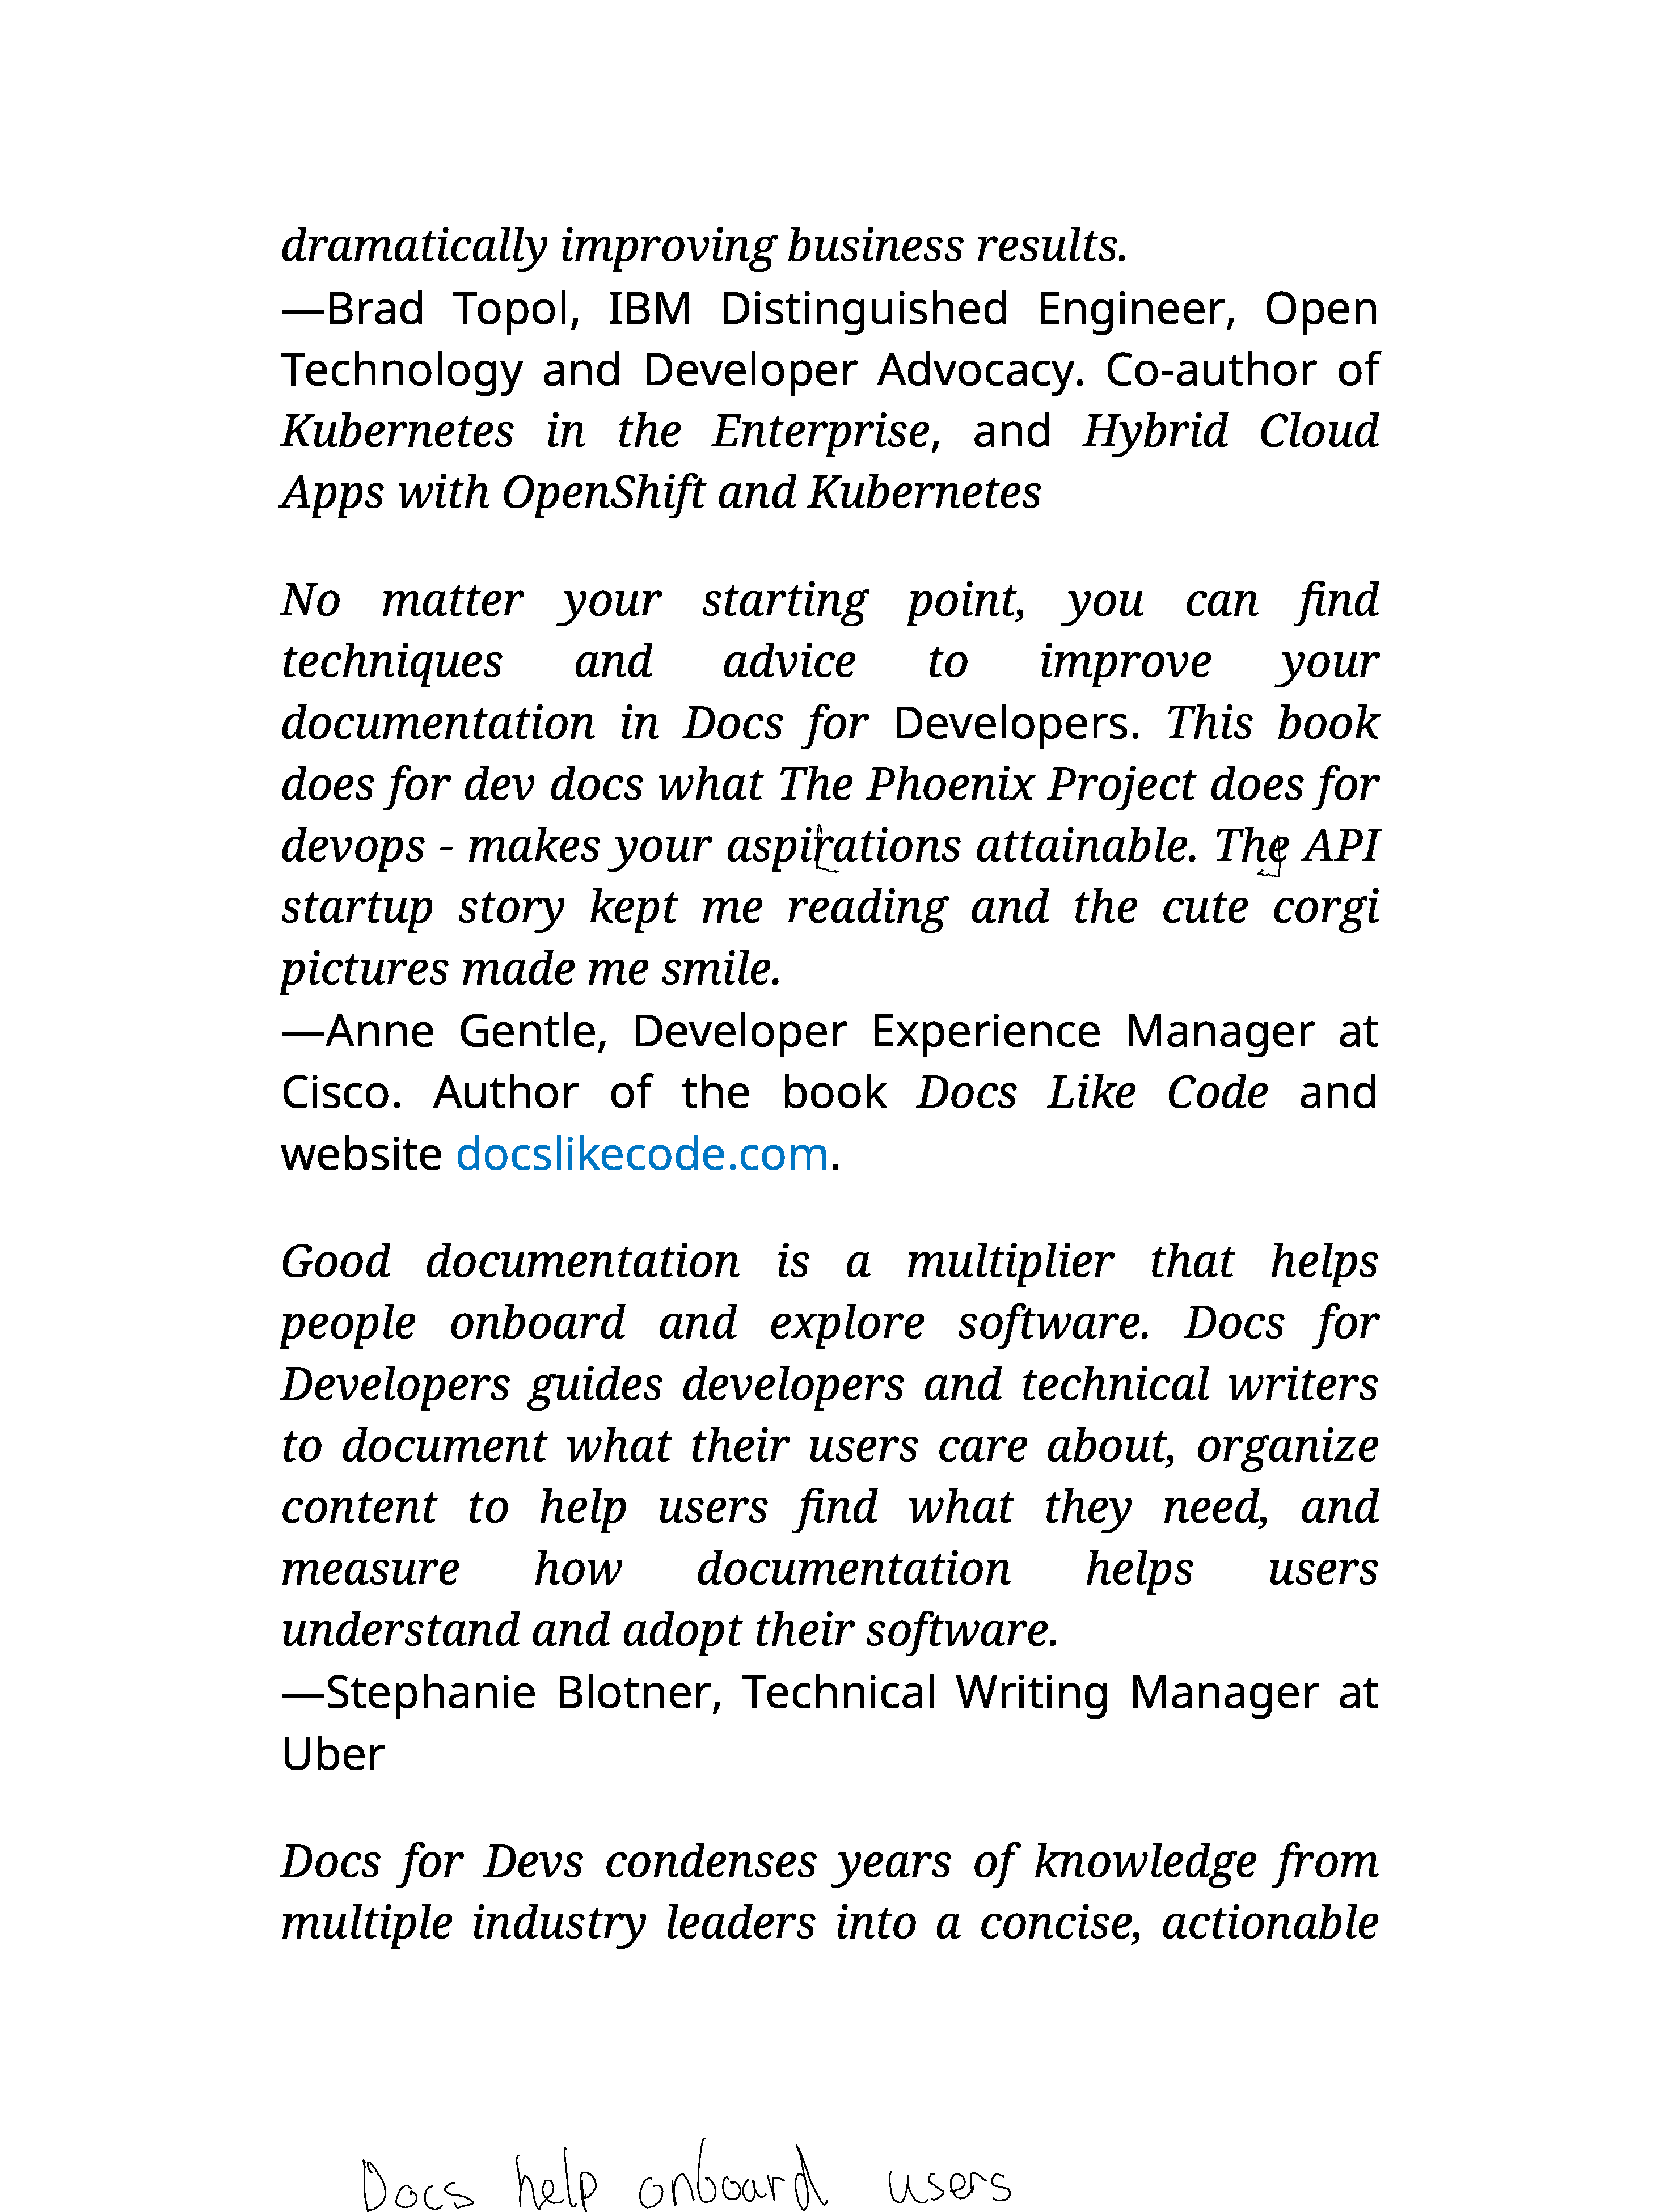 dramatically improving business results.
—Brad Topol, IBM Distinguished Engineer, Open
Technology and Developer Advocacy. Co-author of
Kubernetes in the Enterprise, and Hybrid Cloud
Apps with OpenShift and Kubernetes
No matter your starting point, you can find
techniques and advice to improve your
documentation in Docs for Developers. This book
does for dev docs what The Phoenix Project does for
devops - makes your aspirations attainable. The API
startup story kept me reading and the cute corgi
pictures made me smile.
—Anne Gentle, Developer Experience Manager at
Cisco. Author of the book Docs Like Code and
website docslikecode.com.
Good documentation is a multiplier that helps
people onboard and explore software. Docs for
Developers guides developers and technical writers
to document what their users care about, organize
content to help users find what they need, and
measure how documentation helps users
understand and adopt their software.
—Stephanie Blotner, Technical Writing Manager at
Uber
Docs for Devs condenses years of knowledge from
multiple industry leaders into a concise, actionable
Docs help onboard users